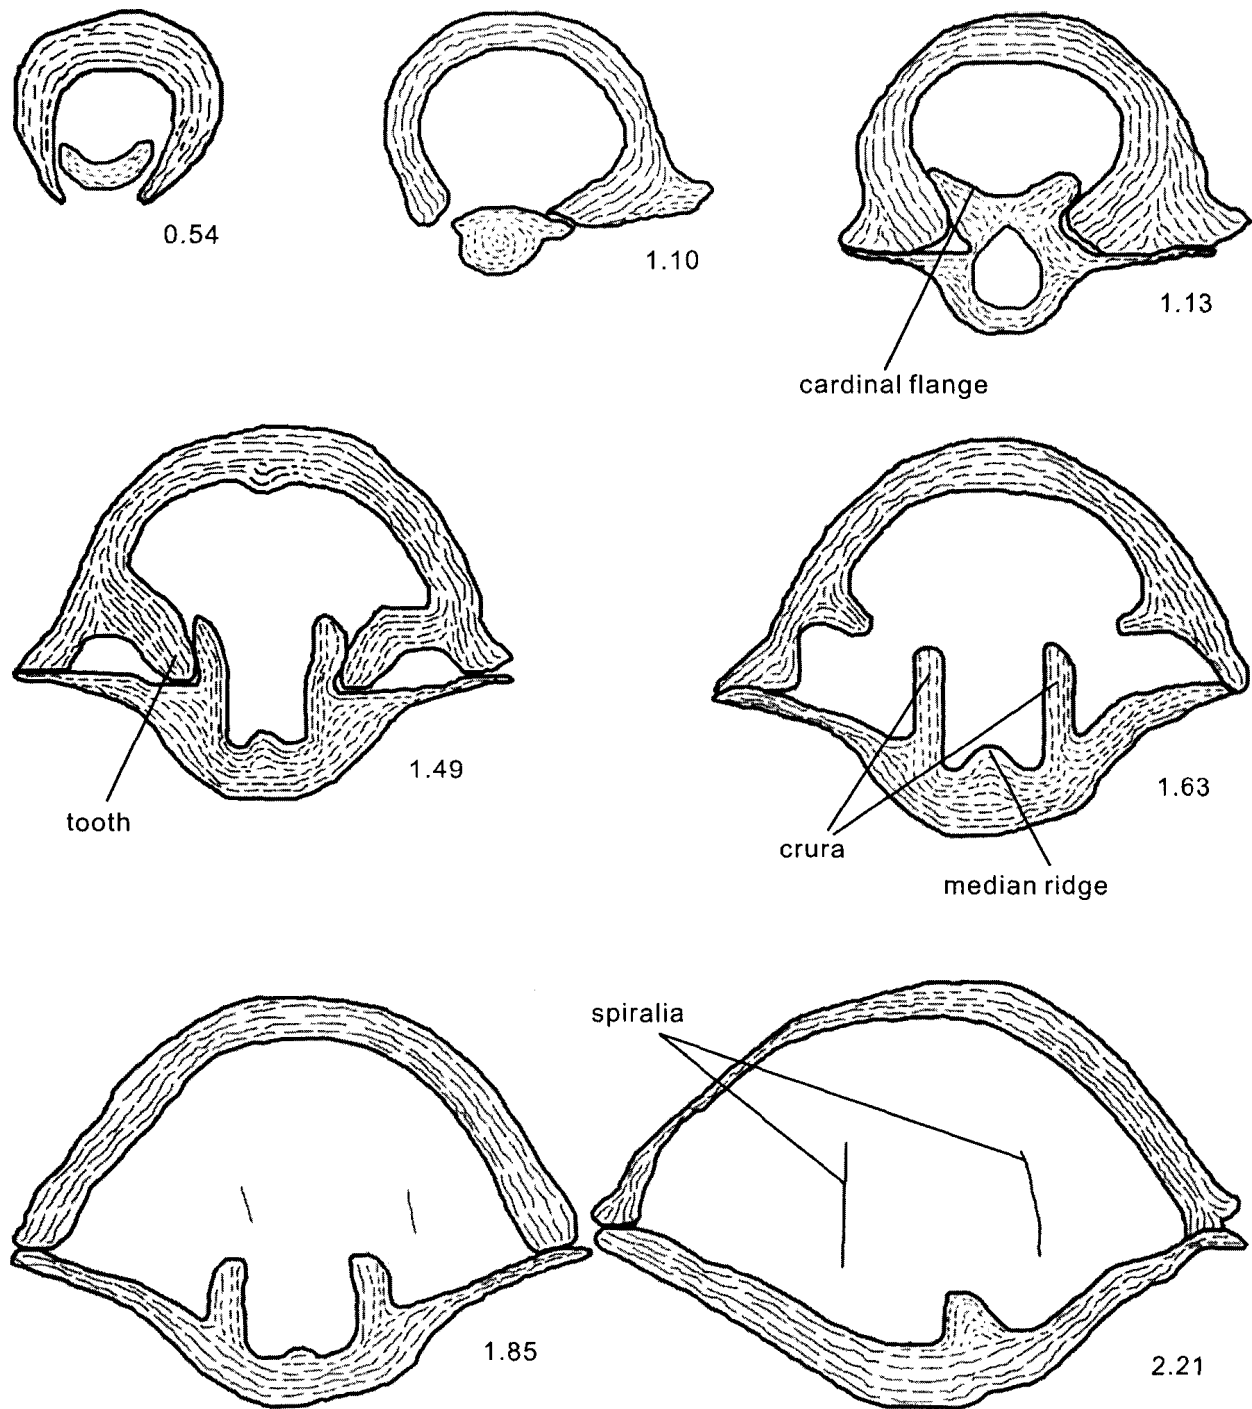 0.54
1.10
1.13
cardinal flange
1.49
tooth
1.63
crura
median ridge
spiralia
1.85
2.21